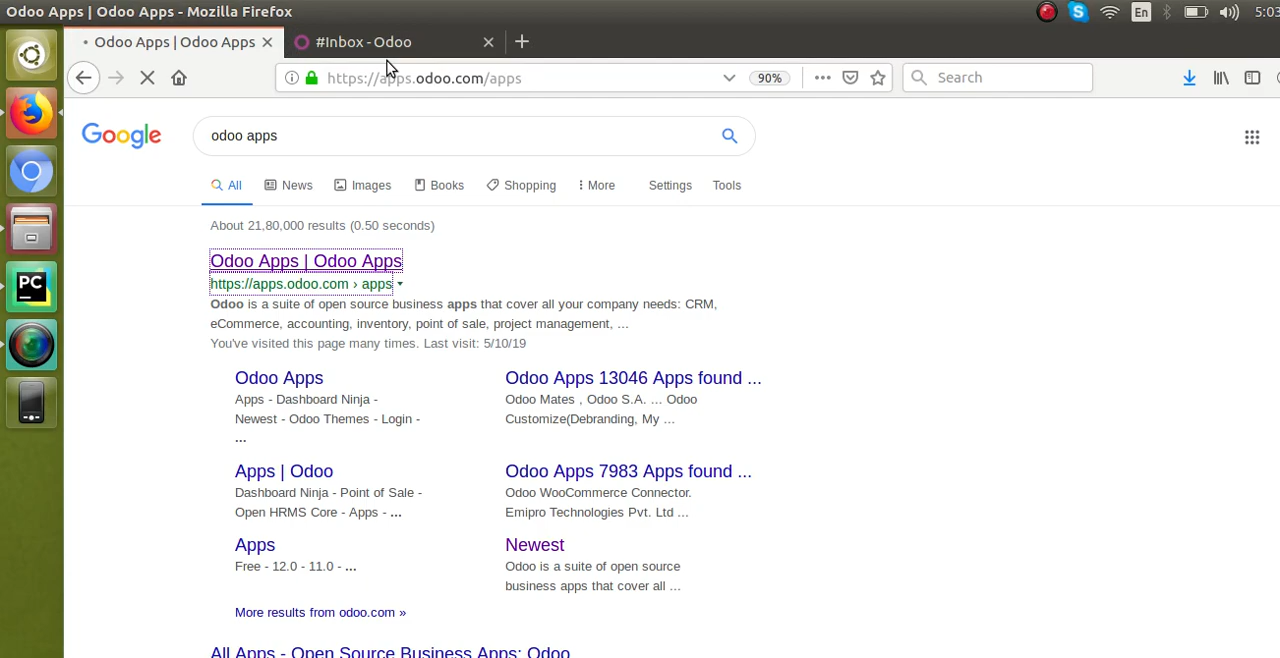 Odoo Apps | Odoo Apps - Mozilla Firefox
En
5:03
Odoo Apps | Odoo Apps
#Inbox - Odoo
https://apps.odoo.com/apps
90%
Search
Google
odoo apps
All
News
Images
Books
Shopping
More
Settings
Tools
About 21,80,000 results (0.50 seconds)
Odoo Apps | Odoo Apps
https://apps.odoo.com › apps
Odoo is a suite of open source business apps that cover all your company needs: CRM,
eCommerce, accounting, inventory, point of sale, project management, ...
You've visited this page many times. Last visit: 5/10/19
Odoo Apps
Apps - Dashboard Ninja -
Newest - Odoo Themes - Login -
...
Odoo Apps 13046 Apps found ...
Odoo Mates , Odoo S.A. ... Odoo
Customize(Debranding, My ...
Apps | Odoo
Dashboard Ninja - Point of Sale -
Open HRMS Core - Apps - ...
Odoo Apps 7983 Apps found ...
Odoo WooCommerce Connector.
Emipro Technologies Pvt. Ltd ...
Apps
Free - 12.0 - 11.0 - ...
Newest
Odoo is a suite of open source
business apps that cover all ...
More results from odoo.com »
All Apps - Open Source Business Apps: Odoo
PC